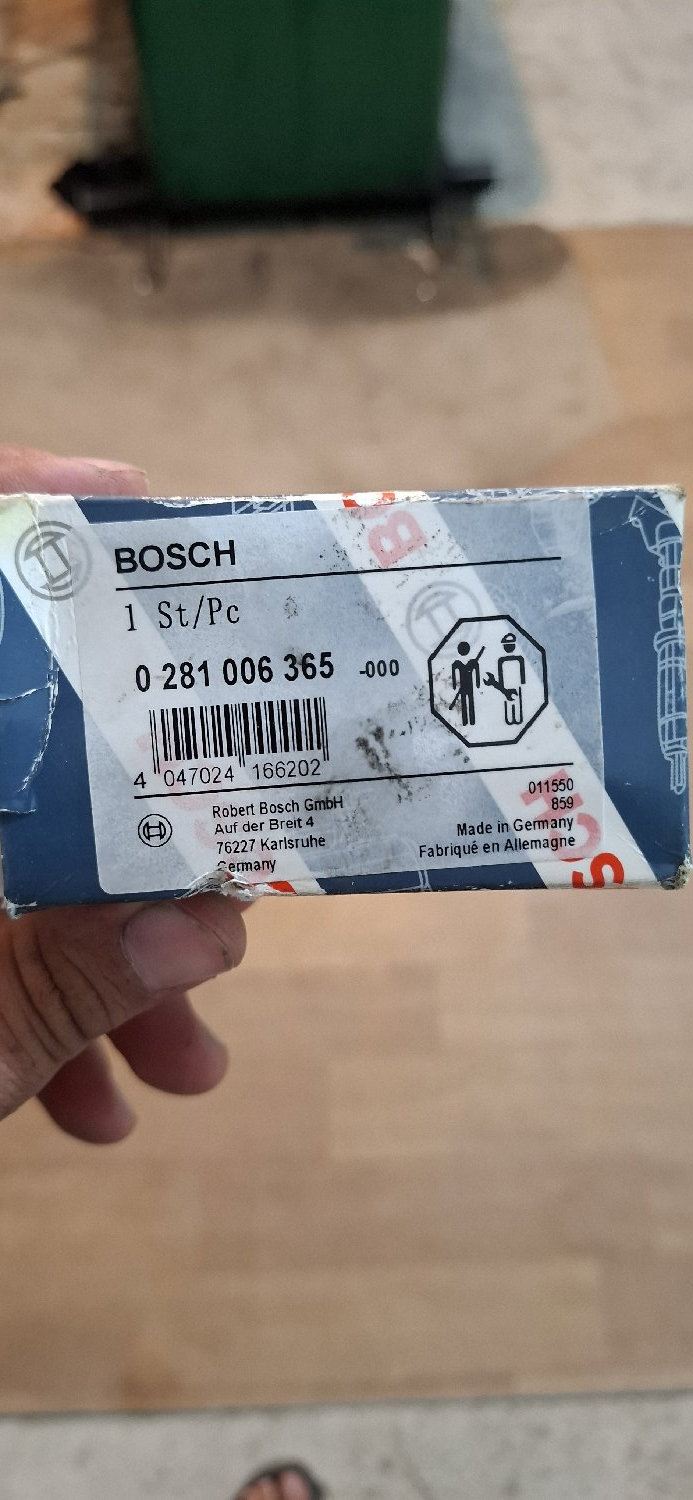 BOSCH
1 St/Pc
0 281 006 365 -000
4 047024 166202
Robert Bosch GmbH
Auf der Breit 4
76227 Karlsruhe
Germany
011550
859
Made in Germany
Fabriqué en Allemagne